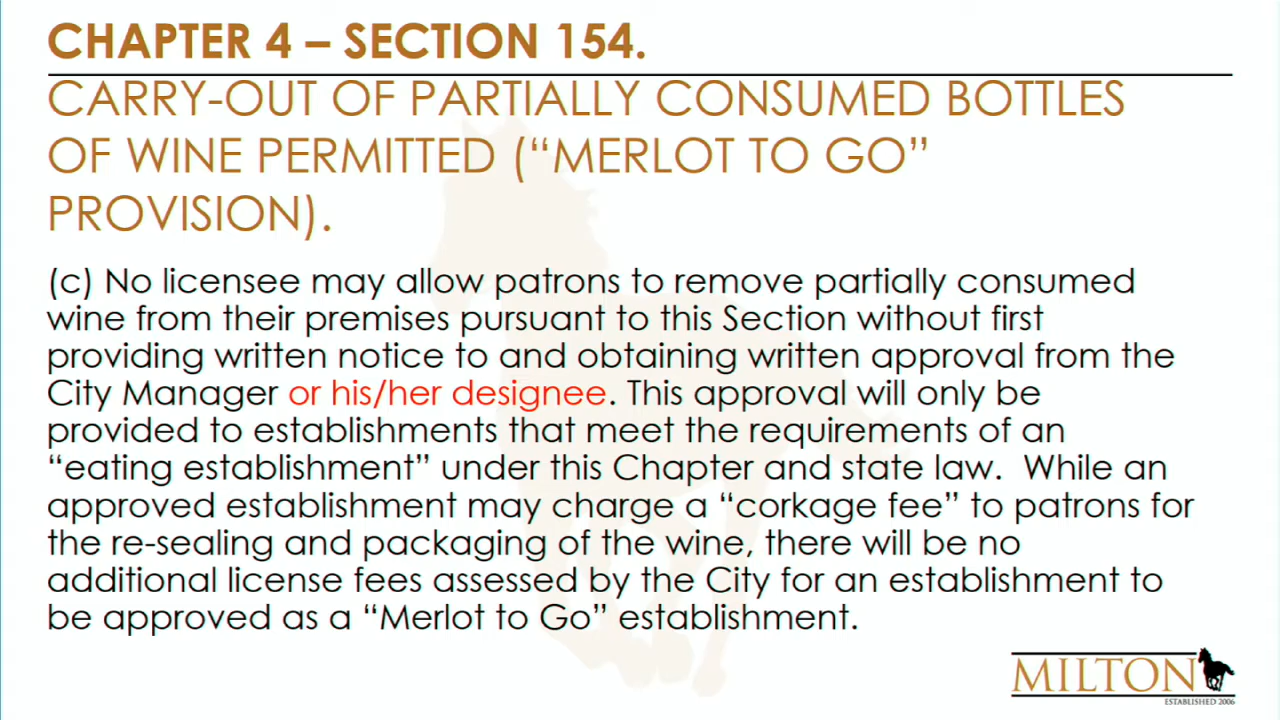 CHAPTER 4 – SECTION 154.
CARRY-OUT OF PARTIALLY CONSUMED BOTTLES
OF WINE PERMITTED (“MERLOT TO GO”
PROVISION).
(c) No licensee may allow patrons to remove partially consumed
wine from their premises pursuant to this Section without first
providing written notice to and obtaining written approval from the
City Manager or his/her designee. This approval will only be
provided to establishments that meet the requirements of an
“eating establishment” under this Chapter and state law.  While an
approved establishment may charge a “corkage fee” to patrons for
the re-sealing and packaging of the wine, there will be no
additional license fees assessed by the City for an establishment to
be approved as a “Merlot to Go” establishment.
MILTON
ESTABLISHED 2006